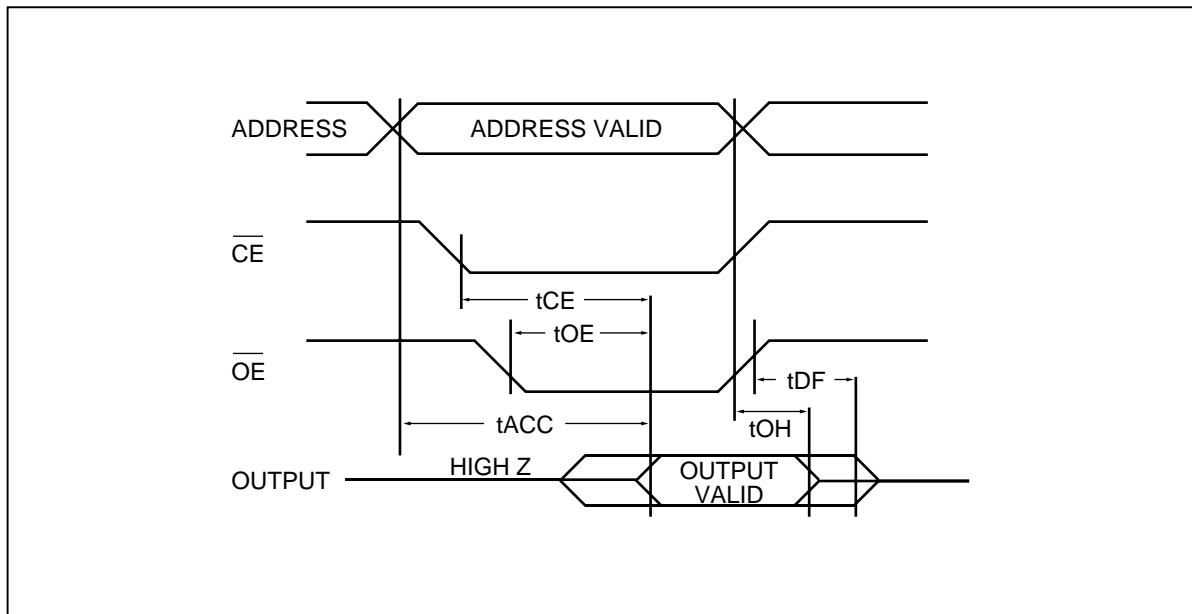 ADDRESS
ADDRESS VALID
CE
tCE
tOE
OE
tDF
tACC
tOH
HIGH Z
OUTPUT
OUTPUT
VALID